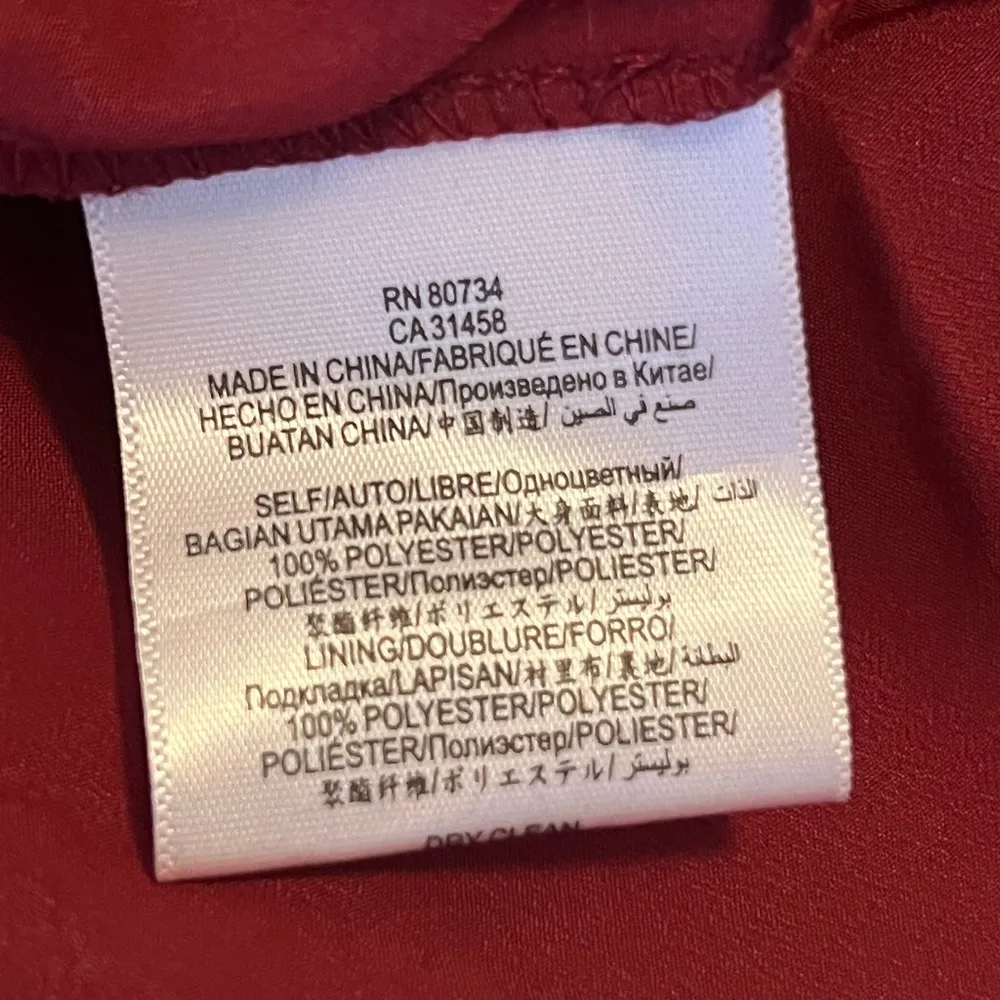 RN 80734
CA 31458
MADE IN CHINA/FABRIQUÉ EN CHINE/
HECHO EN CHINA/Произведено в Китае/
BUATAN CHINA/中国制造/ صنع في الصين
SELF/AUTO/LIBRE/Одноцветный/
BAGIAN UTAMA PAKAIAN/大身面料/表地/ الذات
100% POLYESTER/POLYESTER/
POLIÉSTER/Полиэстер/POLIESTER/
聚酯纤维/ポリエステル/ بوليستر
LINING/DOUBLURE/FORRO/
Подкладка/LAPISAN/衬里布/裏地/ البطانة
100% POLYESTER/POLYESTER/
POLIÉSTER/Полиэстер/POLIESTER/
聚酯纤维/ポリエステル/ بوليستر
DRY CLEAN